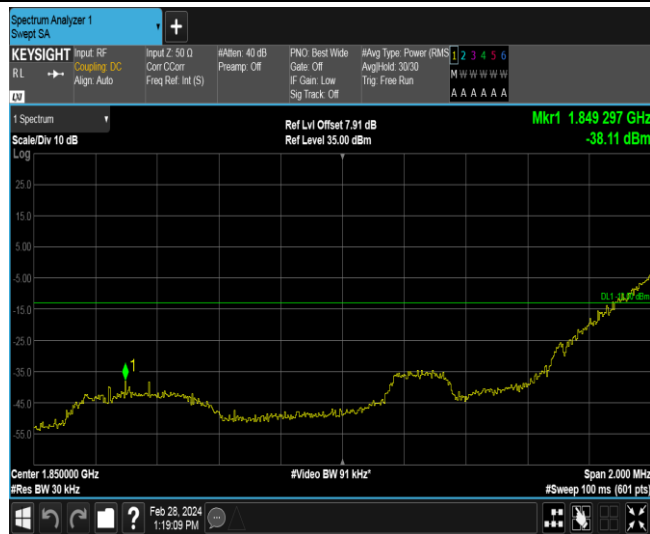 Spectrum Analyzer 1
Swept SA
+
KEYSIGHT
RL
LXI
Input: RF
Coupling: DC
Align: Auto
Input Z: 50 Ω
Corr CCorr
Freq Ref: Int (S)
#Atten: 40 dB
Preamp: Off
PNO: Best Wide
Gate: Off
IF Gain: Low
Sig Track: Off
#Avg Type: Power (RMS
Avg|Hold: 30/30
Trig: Free Run
1 2 3 4 5 6
M W W W W W
A A A A A A
1 Spectrum
Scale/Div 10 dB
Log
Ref Lvl Offset 7.91 dB
Ref Level 35.00 dBm
Mkr1 1.849 297 GHz
-38.11 dBm
25.0
15.0
5.00
-5.00
-15.0
-25.0
-35.0
-45.0
-55.0
DL1 dBm
1
Center 1.850000 GHz
#Res BW 30 kHz
#Video BW 91 kHz*
Span 2.000 MHz
#Sweep 100 ms (601 pts)
?
Feb 28, 2024
1:19:09 PM